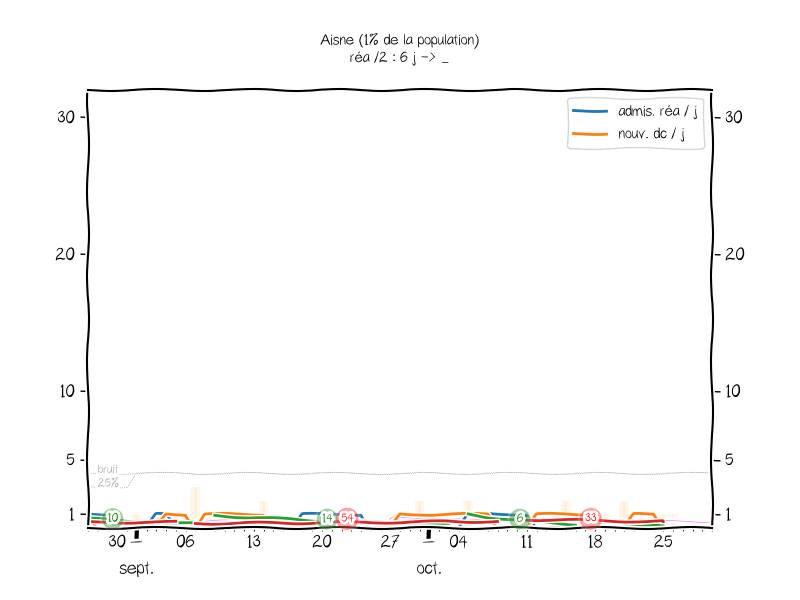 Aisne (1% de la population)
réa /2 : 6 j -> _
admis. réa / j
nouv. dc / j
30 30
20 20
10 10
5 5
1 1
bruit
25%
10 14 54 6 33
30 06 13 20 27 04 11 18 25
sept. oct.